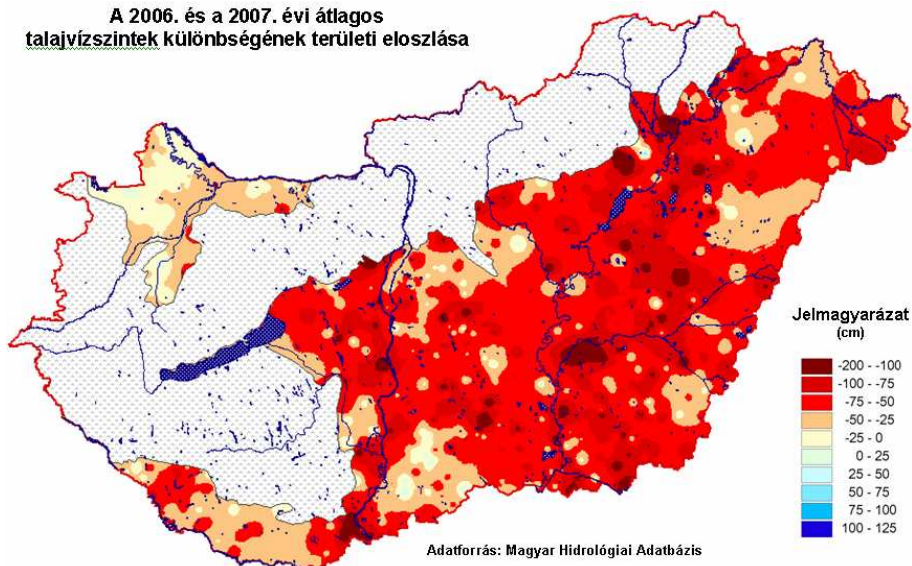 A 2006. és a 2007. évi átlagos
talajvízszintek különbségének területi eloszlása
Jelmagyarázat
(cm)
-200 - -100
-100 - -75
-75 - -50
-50 - -25
-25 - 0
0 - 25
25 - 50
50 - 75
75 - 100
100 - 125
Adatforrás: Magyar Hidrológiai Adatbázis